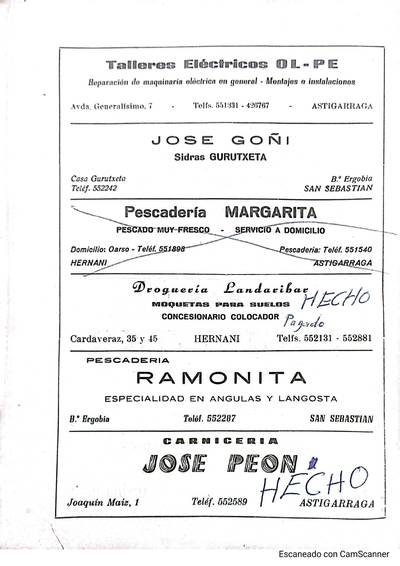 Talleres Eléctricos OL-PE
Reparación de maquinaria eléctrica en general - Montajes e instalaciones
Avda. Generalísimo, 7 - Telfs. 551331 - 426767 - ASTIGARRAGA
JOSE GOÑI
Sidras GURUTXETA
Casa Gurutxeta B.º Ergobia
Teléf. 552242 SAN SEBASTIAN
Pescadería MARGARITA
PESCADO MUY FRESCO - SERVICIO A DOMICILIO
Domicilio: Oarso - Teléf. 551898 Pescadería: Teléf. 551540
HERNANI ASTIGARRAGA
Droguería Landaribar
MOQUETAS PARA SUELOS HECHO
CONCESIONARIO COLOCADOR Pagado
Cardaveraz, 35 y 45 HERNANI Telfs. 552131 - 552881
PESCADERIA
RAMONITA
ESPECIALIDAD EN ANGULAS Y LANGOSTA
B.º Ergobia Teléf. 552287 SAN SEBASTIAN
CARNICERIA
JOSE PEON
HECHO
Joaquín Maiz, 1 Teléf. 552589 ASTIGARRAGA
Escaneado con CamScanner